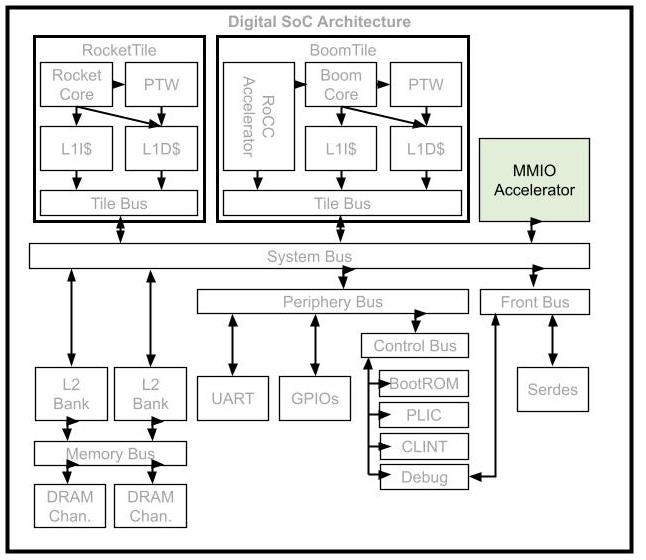 Digital SoC Architecture
RocketTile
Rocket
Core
PTW
L1I$
L1D$
Tile Bus
BoomTile
RoCC
Accelerator
Boom
Core
PTW
L1I$
L1D$
Tile Bus
MMIO
Accelerator
System Bus
Periphery Bus
Front Bus
Control Bus
L2
Bank
L2
Bank
UART
GPIOs
BootROM
PLIC
CLINT
Debug
Serdes
Memory Bus
DRAM
Chan.
DRAM
Chan.